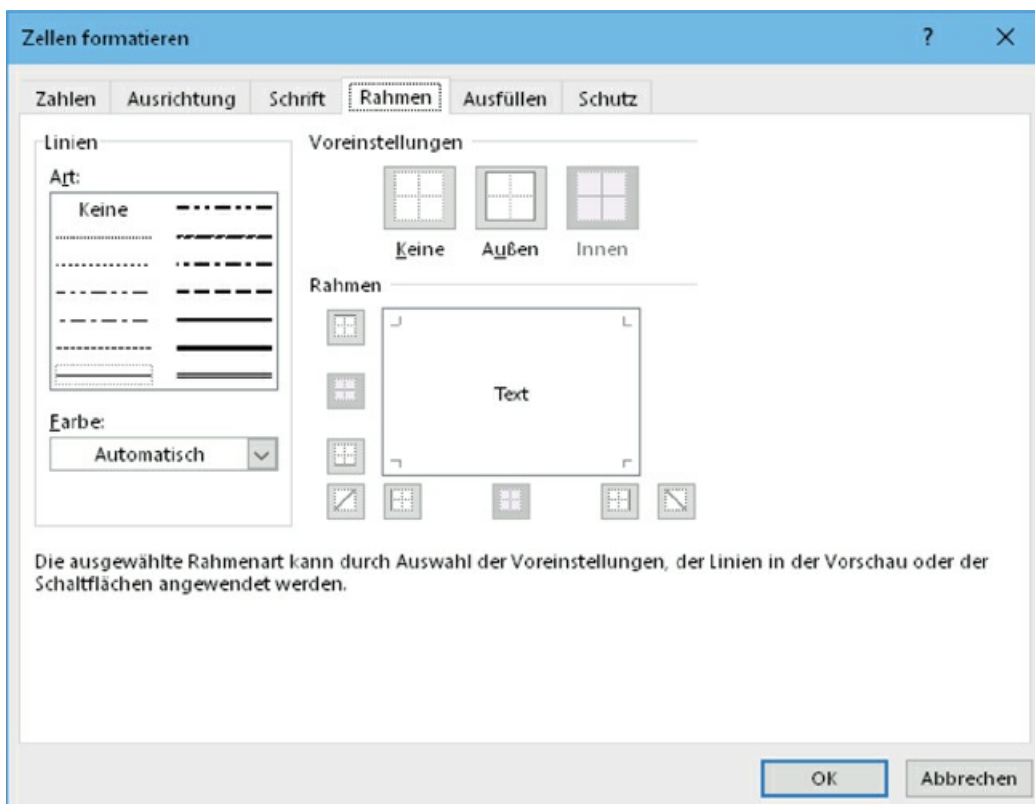 Zellen formatieren
?
Zahlen Ausrichtung Schrift Rahmen Ausfüllen Schutz
Linien
Art:
Keine
Farbe:
Automatisch
Voreinstellungen
Keine Außen Innen
Rahmen
Text
Die ausgewählte Rahmenart kann durch Auswahl der Voreinstellungen, der Linien in der Vorschau oder der
Schaltflächen angewendet werden.
OK Abbrechen